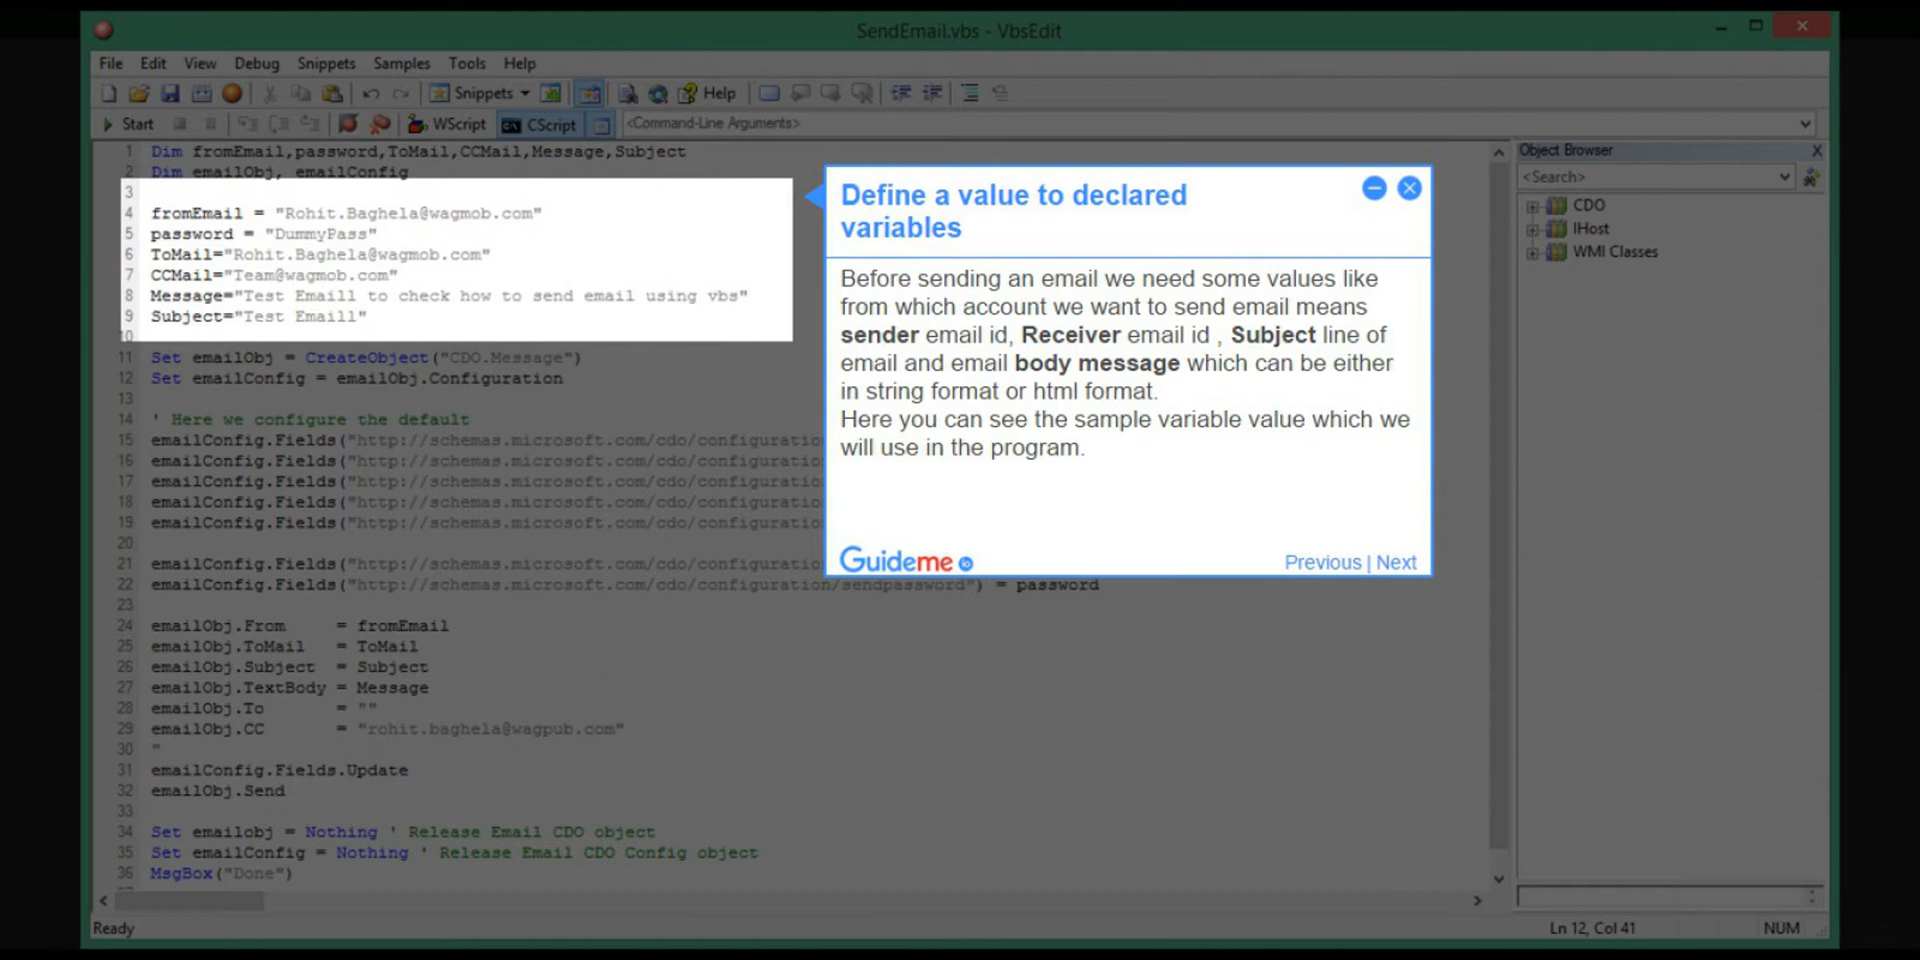 SendEmail.vbs - VbsEdit
File Edit View Debug Snippets Samples Tools Help
Snippets Help
Start WScript CScript <Command-Line Arguments>
1 Dim fromEmail,password,ToMail,CCMail,Message,Subject
2 Dim emailObj, emailConfig
3
4 fromEmail = "Rohit.Baghela@wagmob.com"
5 password = "DummyPass"
6 ToMail="Rohit.Baghela@wagmob.com"
7 CCMail="Team@wagmob.com"
8 Message="Test Emaill to check how to send email using vbs"
9 Subject="Test Emaill"
10
11 Set emailObj = CreateObject("CDO.Message")
12 Set emailConfig = emailObj.Configuration
13
14 ' Here we configure the default
15 emailConfig.Fields("http://schemas.microsoft.com/cdo/configuratio
16 emailConfig.Fields("http://schemas.microsoft.com/cdo/configuratio
17 emailConfig.Fields("http://schemas.microsoft.com/cdo/configuratio
18 emailConfig.Fields("http://schemas.microsoft.com/cdo/configuratio
19 emailConfig.Fields("http://schemas.microsoft.com/cdo/configuratio
20
21 emailConfig.Fields("http://schemas.microsoft.com/cdo/configuratio
22 emailConfig.Fields("http://schemas.microsoft.com/cdo/configuration/sendpassword") = password
23
24 emailObj.From = fromEmail
25 emailObj.ToMail = ToMail
26 emailObj.Subject = Subject
27 emailObj.TextBody = Message
28 emailObj.To = ""
29 emailObj.CC = "rohit.baghela@wagpub.com"
30 "
31 emailConfig.Fields.Update
32 emailObj.Send
33
34 Set emailobj = Nothing ' Release Email CDO object
35 Set emailConfig = Nothing ' Release Email CDO Config object
36 MsgBox("Done")
Define a value to declared
variables
Before sending an email we need some values like
from which account we want to send email means
sender email id, Receiver email id , Subject line of
email and email body message which can be either
in string format or html format.
Here you can see the sample variable value which we
will use in the program.
Guideme
Previous | Next
Object Browser
<Search>
CDO
IHost
WMI Classes
Ready
Ln 12, Col 41 NUM